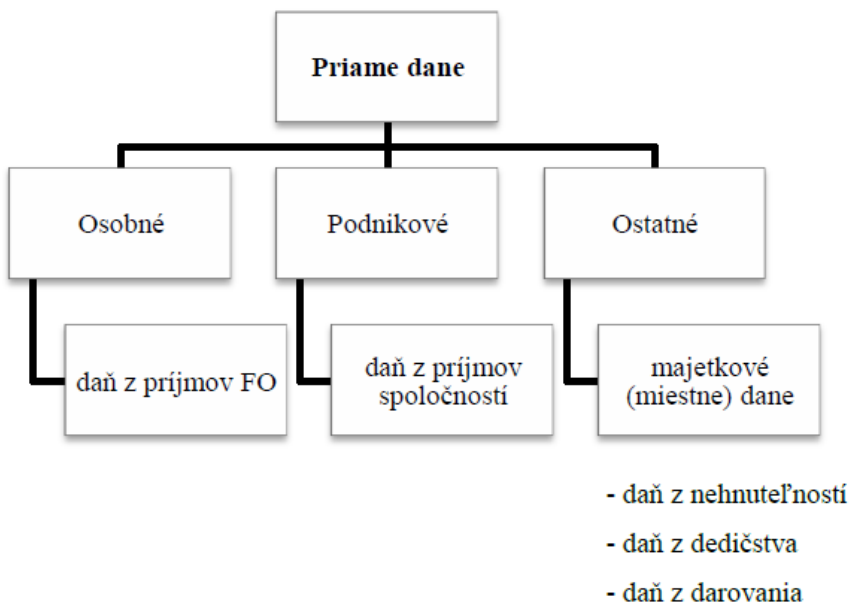 Priame dane
Osobné
Podnikové
Ostatné
daň z príjmov FO
daň z príjmov
spoločností
majetkové
(miestne) dane
- daň z nehnuteľností
- daň z dedičstva
- daň z darovania